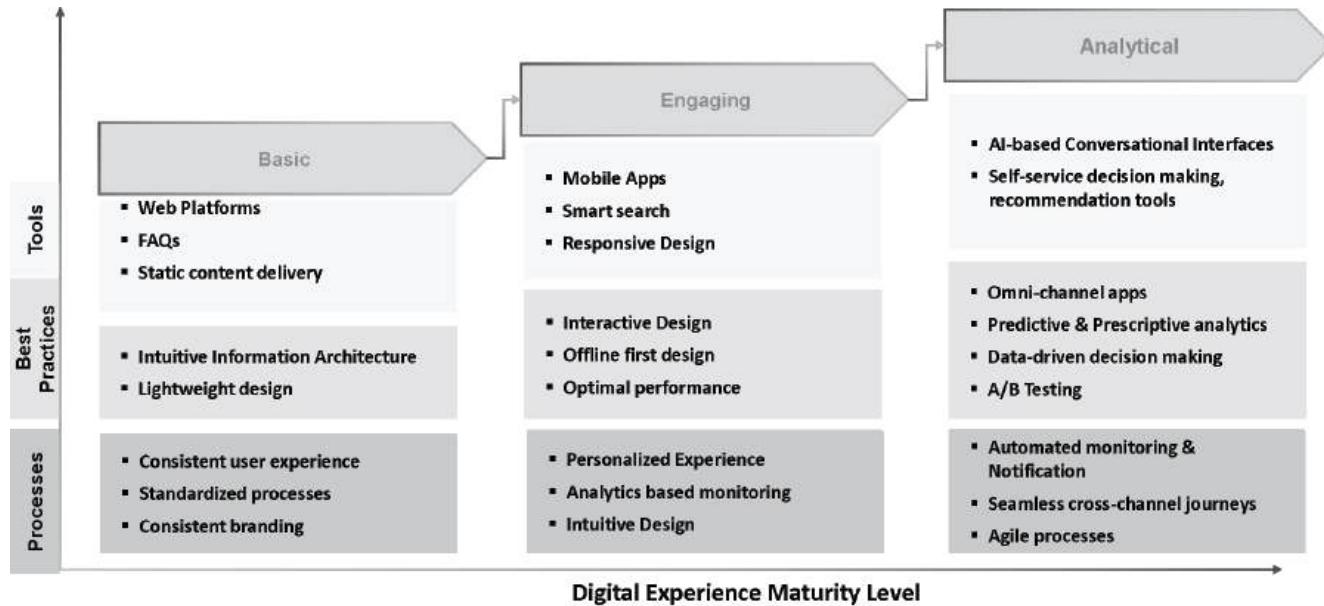 Analytical
Engaging
Basic
Tools
▪ Web Platforms
▪ FAQs
▪ Static content delivery
▪ Mobile Apps
▪ Smart search
▪ Responsive Design
▪ AI-based Conversational Interfaces
▪ Self-service decision making,
recommendation tools
Best
Practices
▪ Intuitive Information Architecture
▪ Lightweight design
▪ Interactive Design
▪ Offline first design
▪ Optimal performance
▪ Omni-channel apps
▪ Predictive & Prescriptive analytics
▪ Data-driven decision making
▪ A/B Testing
Processes
▪ Consistent user experience
▪ Standardized processes
▪ Consistent branding
▪ Personalized Experience
▪ Analytics based monitoring
▪ Intuitive Design
▪ Automated monitoring &
Notification
▪ Seamless cross-channel journeys
▪ Agile processes
Digital Experience Maturity Level